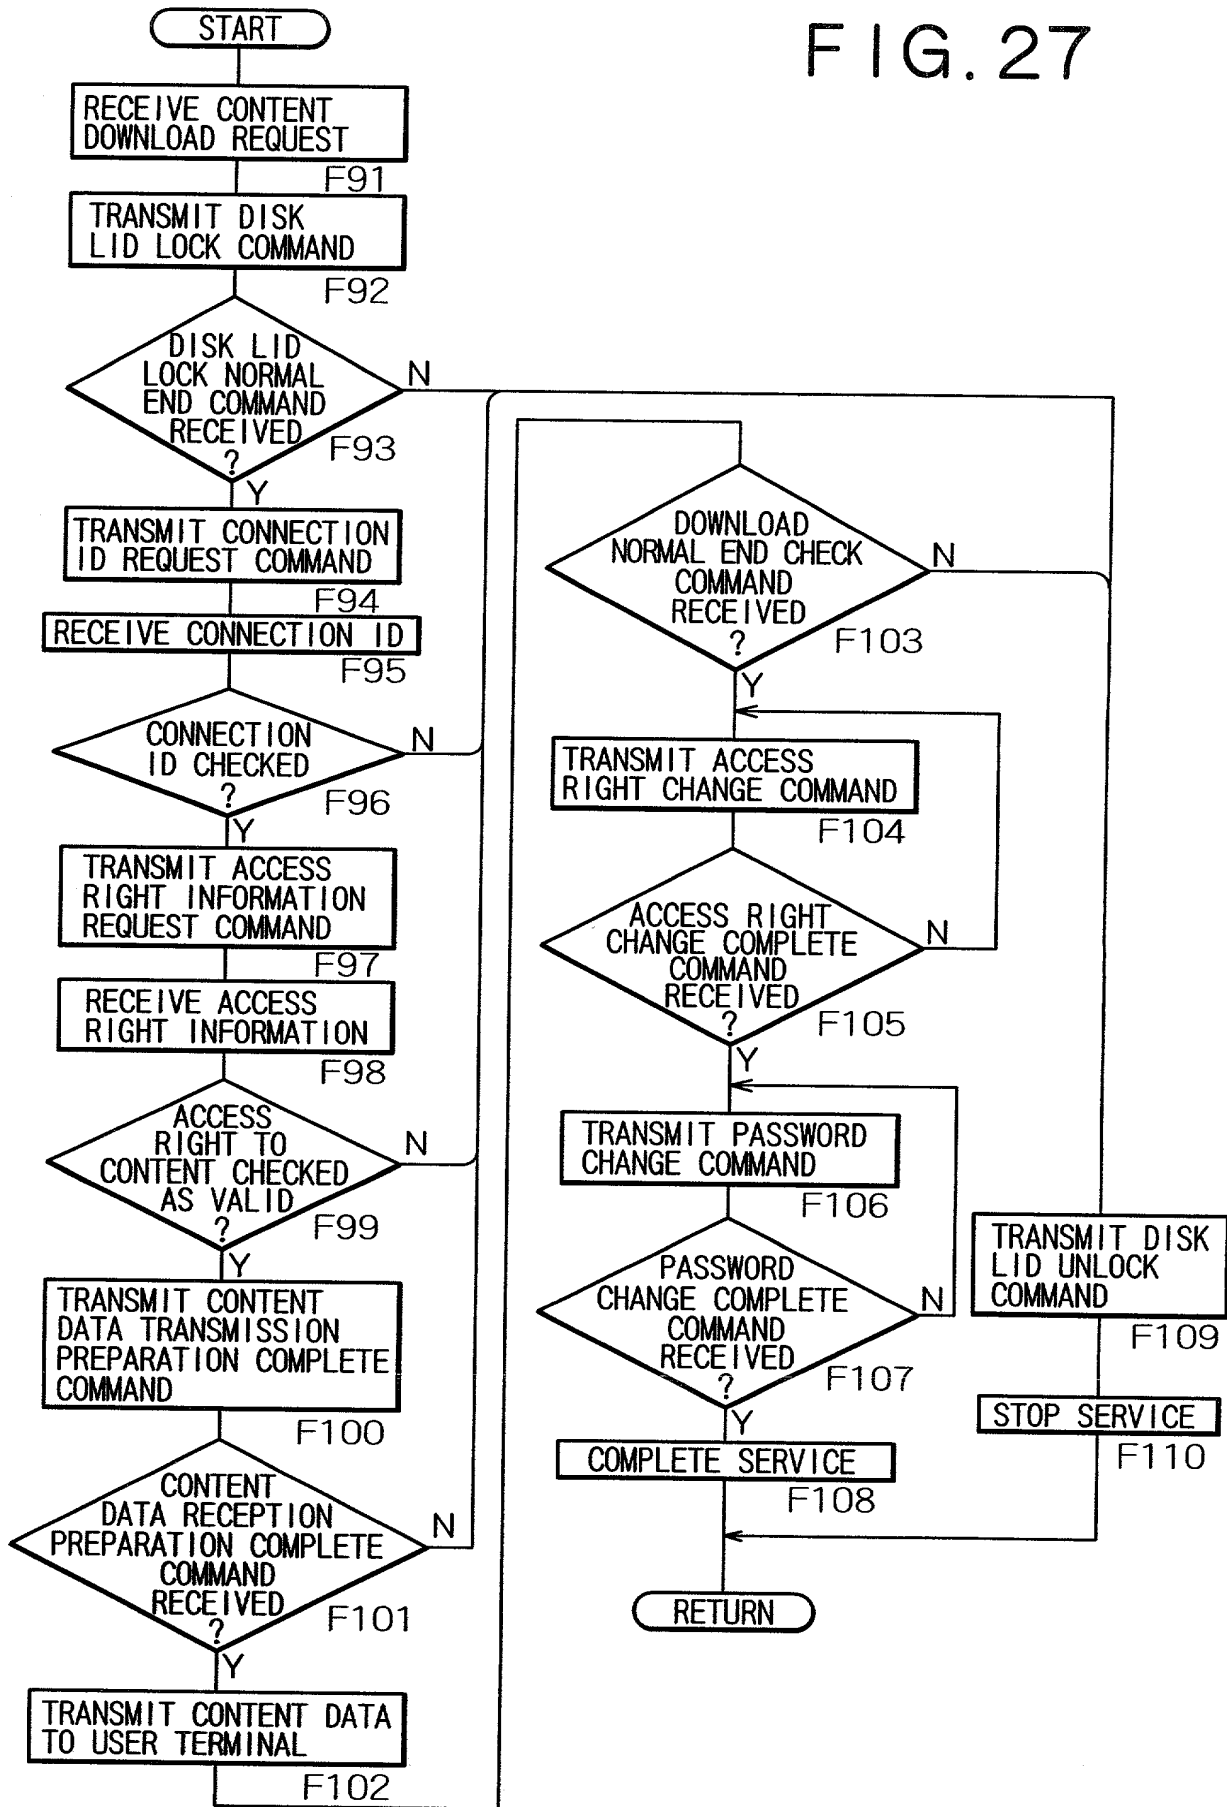 FIG. 27
START
RECEIVE CONTENT
DOWNLOAD REQUEST
F91
TRANSMIT DISK
LID LOCK COMMAND
F92
DISK LID
LOCK NORMAL
END COMMAND
RECEIVED
?
N
F93
Y
TRANSMIT CONNECTION
ID REQUEST COMMAND
F94
RECEIVE CONNECTION ID
F95
CONNECTION
ID CHECKED
?
N
F96
Y
TRANSMIT ACCESS
RIGHT INFORMATION
REQUEST COMMAND
F97
RECEIVE ACCESS
RIGHT INFORMATION
F98
ACCESS
RIGHT TO
CONTENT CHECKED
AS VALID
?
N
F99
Y
TRANSMIT CONTENT
DATA TRANSMISSION
PREPARATION COMPLETE
COMMAND
F100
CONTENT
DATA RECEPTION
PREPARATION COMPLETE
COMMAND
RECEIVED
?
N
F101
Y
TRANSMIT CONTENT DATA
TO USER TERMINAL
F102
DOWNLOAD
NORMAL END CHECK
COMMAND
RECEIVED
?
N
F103
Y
TRANSMIT ACCESS
RIGHT CHANGE COMMAND
F104
ACCESS RIGHT
CHANGE COMPLETE
COMMAND
RECEIVED
?
N
F105
Y
TRANSMIT PASSWORD
CHANGE COMMAND
F106
PASSWORD
CHANGE COMPLETE
COMMAND
RECEIVED
?
N
F107
Y
COMPLETE SERVICE
F108
TRANSMIT DISK
LID UNLOCK
COMMAND
F109
STOP SERVICE
F110
RETURN